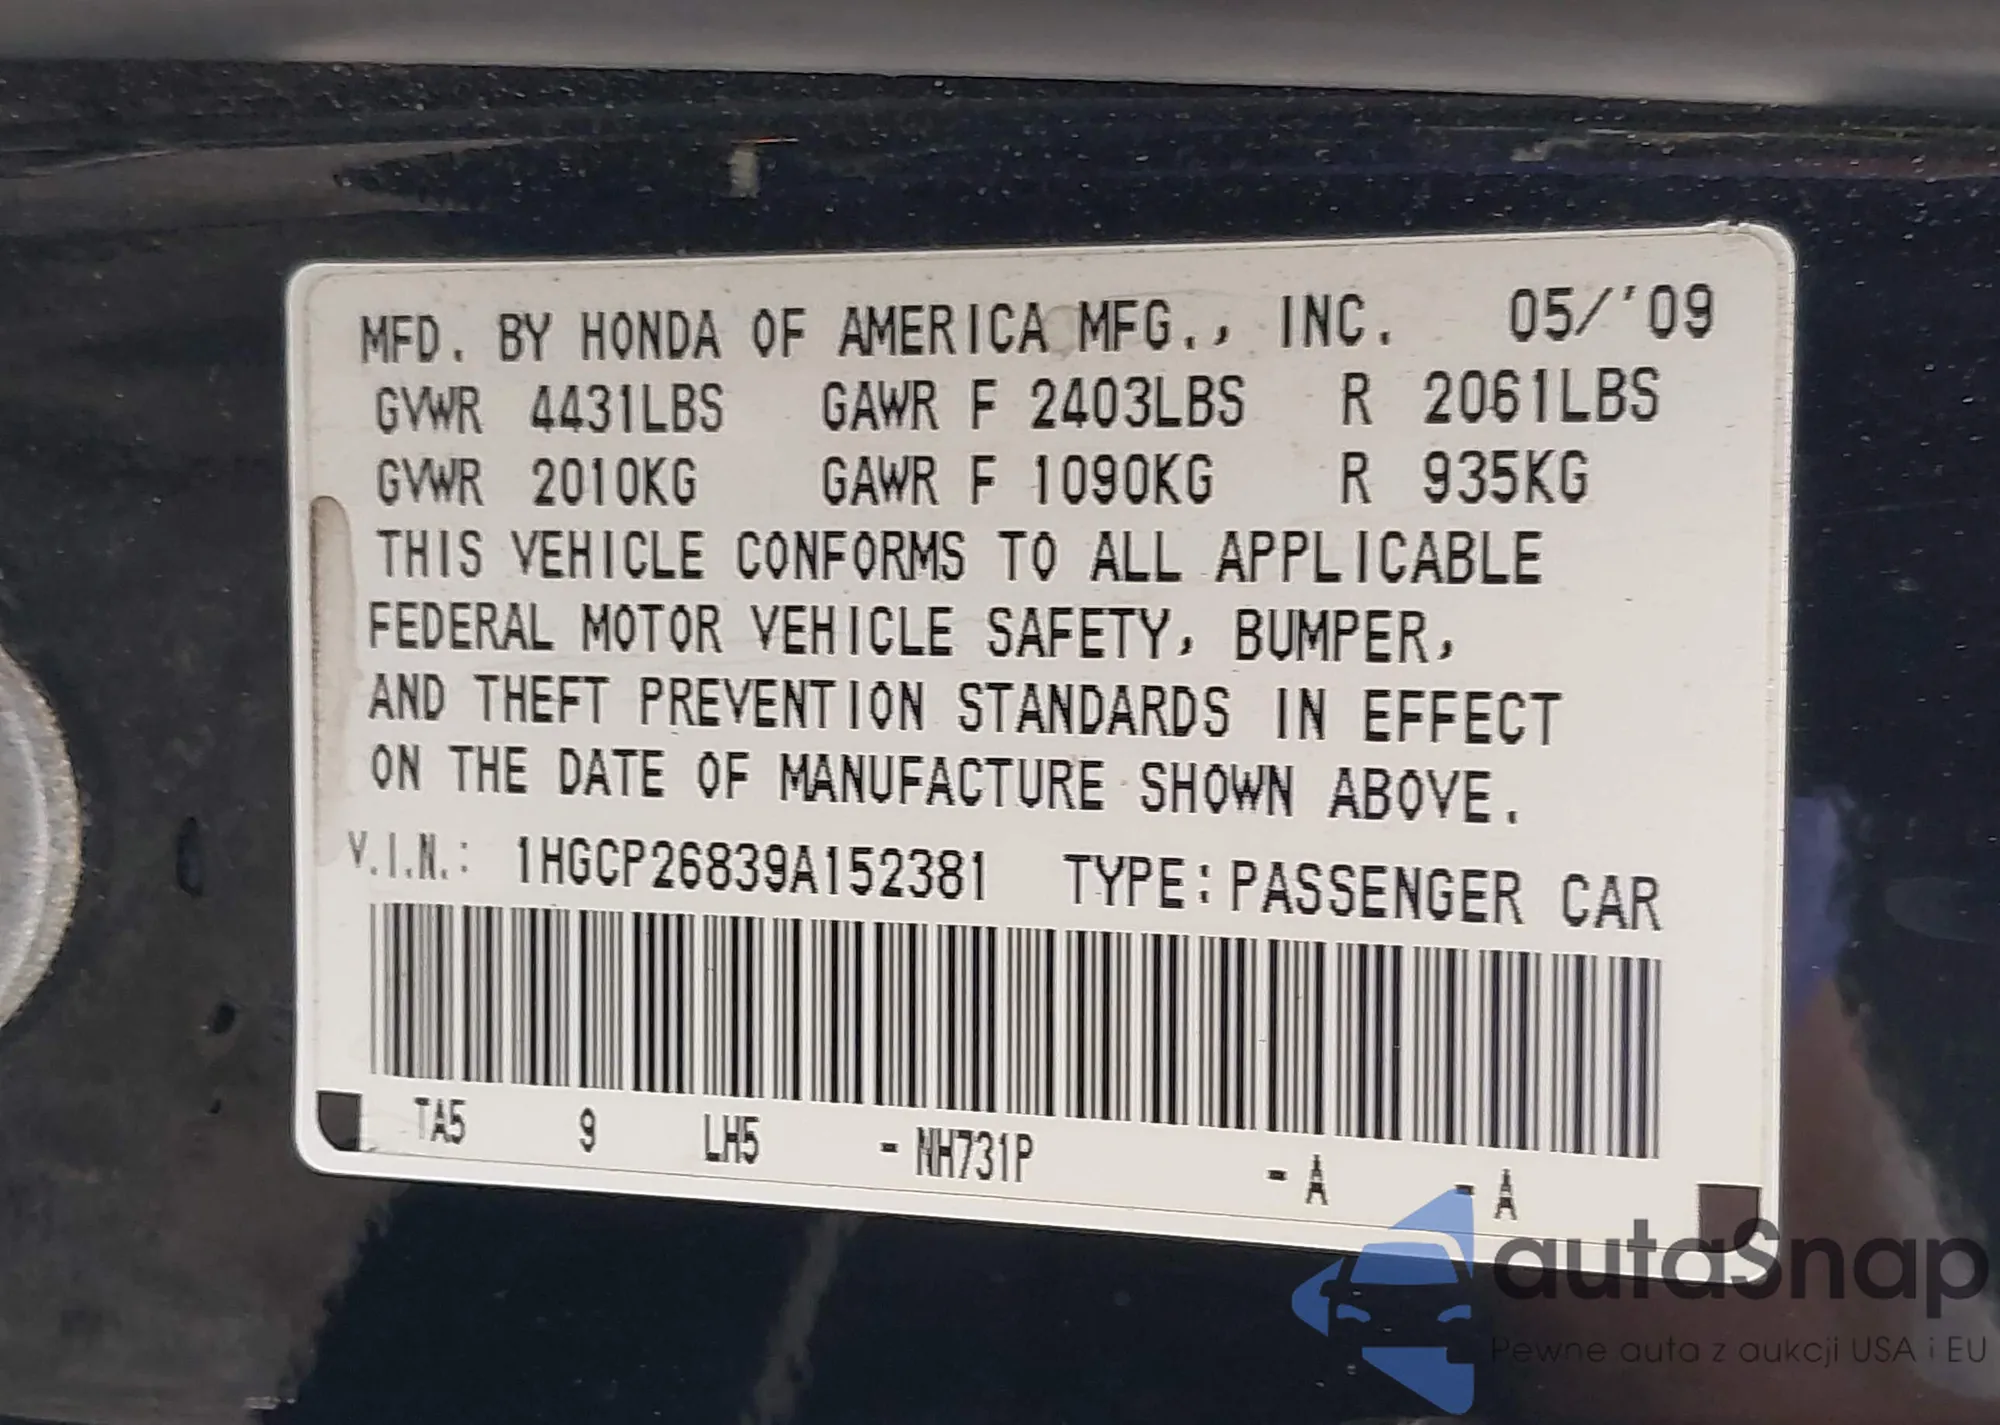 MFD. BY HONDA OF AMERICA MFG., INC. 05/'09
GVWR 4431LBS GAWR F 2403LBS R 2061LBS
GVWR 2010KG GAWR F 1090KG R 935KG
THIS VEHICLE CONFORMS TO ALL APPLICABLE
FEDERAL MOTOR VEHICLE SAFETY, BUMPER,
AND THEFT PREVENTION STANDARDS IN EFFECT
ON THE DATE OF MANUFACTURE SHOWN ABOVE.
V.I.N.: 1HGCP26839A152381 TYPE: PASSENGER CAR
TA5 9 LH5 - NH731P - A - A
autaSnap
Pewne auta z aukcji USA i EU